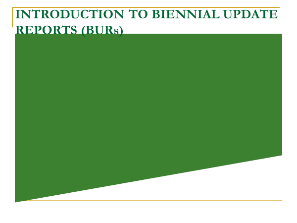 INTRODUCTION TO BIENNIAL UPDATE
REPORTS (BURs)